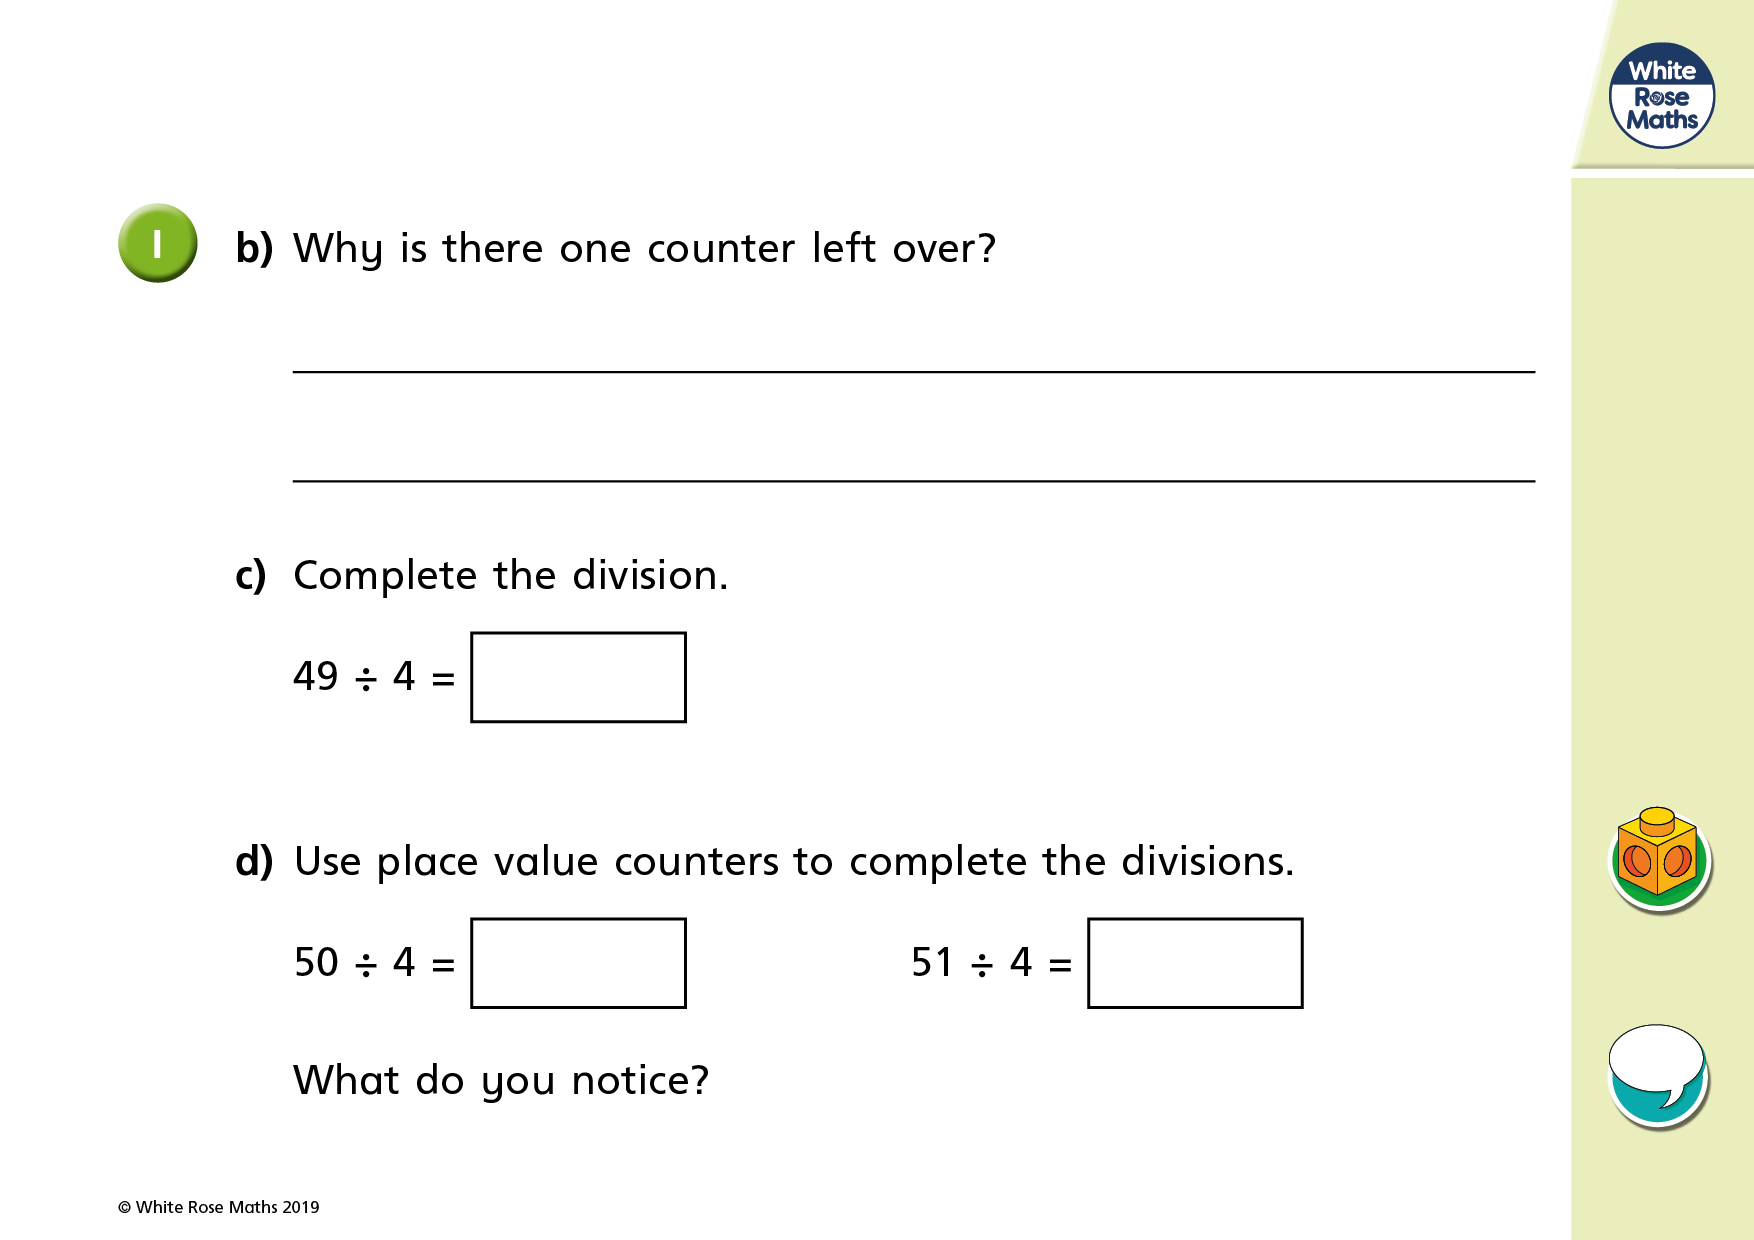 White
Rose
Maths
1 b) Why is there one counter left over?
c) Complete the division.
49 ÷ 4 =
d) Use place value counters to complete the divisions.
50 ÷ 4 = 51 ÷ 4 =
What do you notice?
© White Rose Maths 2019